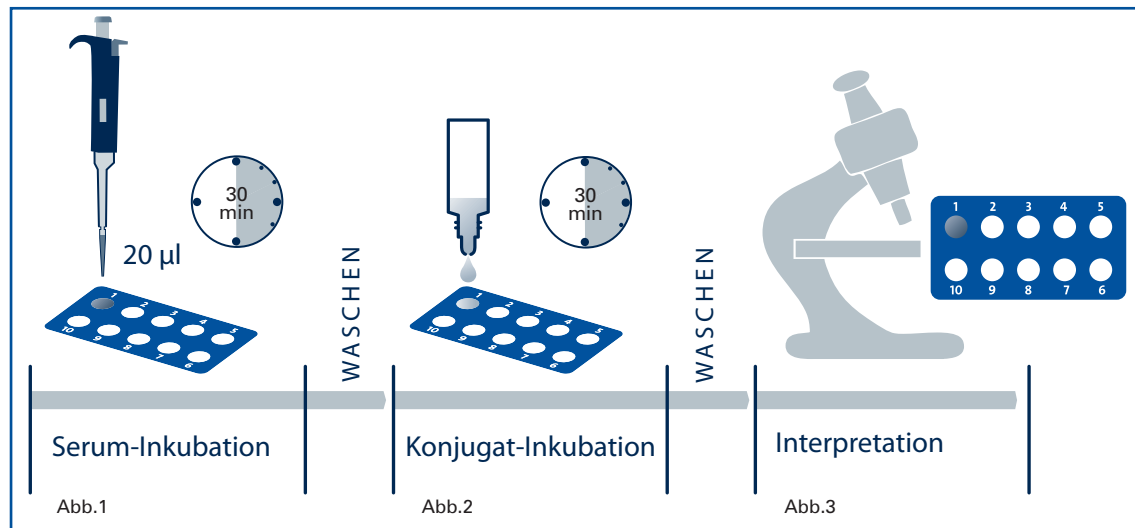 30
min
20 µl
1
2
3
4
5
10
9
8
7
6
WASCHEN
30
min
1
2
3
4
5
10
9
8
7
6
WASCHEN
1 2 3 4 5
10 9 8 7 6
Serum-Inkubation
Konjugat-Inkubation
Interpretation
Abb.1
Abb.2
Abb.3